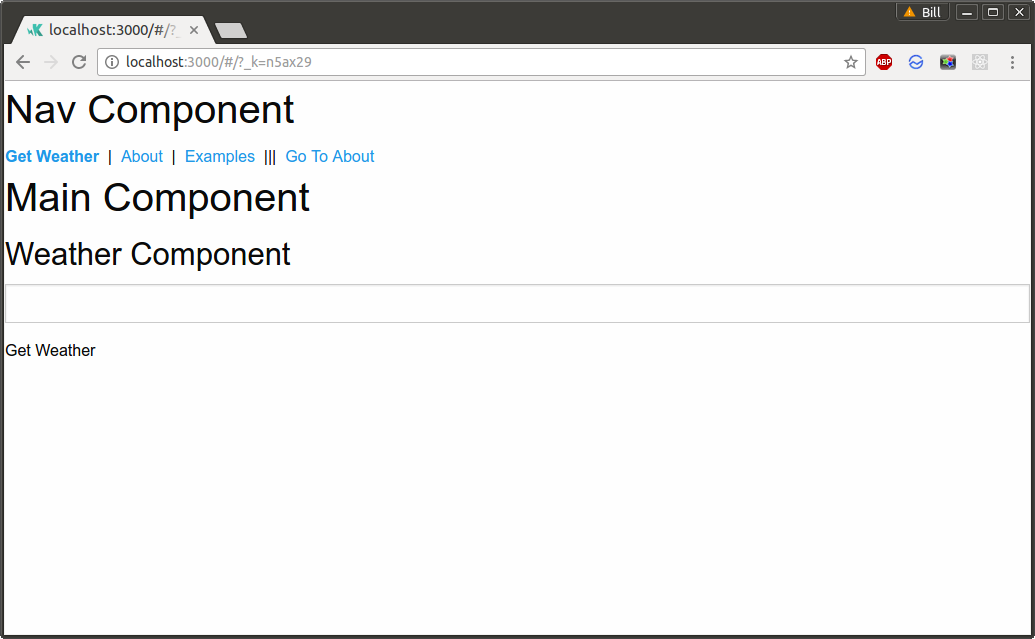 Bill
localhost:3000/#/?_
localhost:3000/#/?_k=n5ax29
ABP
Nav Component
Get Weather | About | Examples ||| Go To About
Main Component
Weather Component
Get Weather